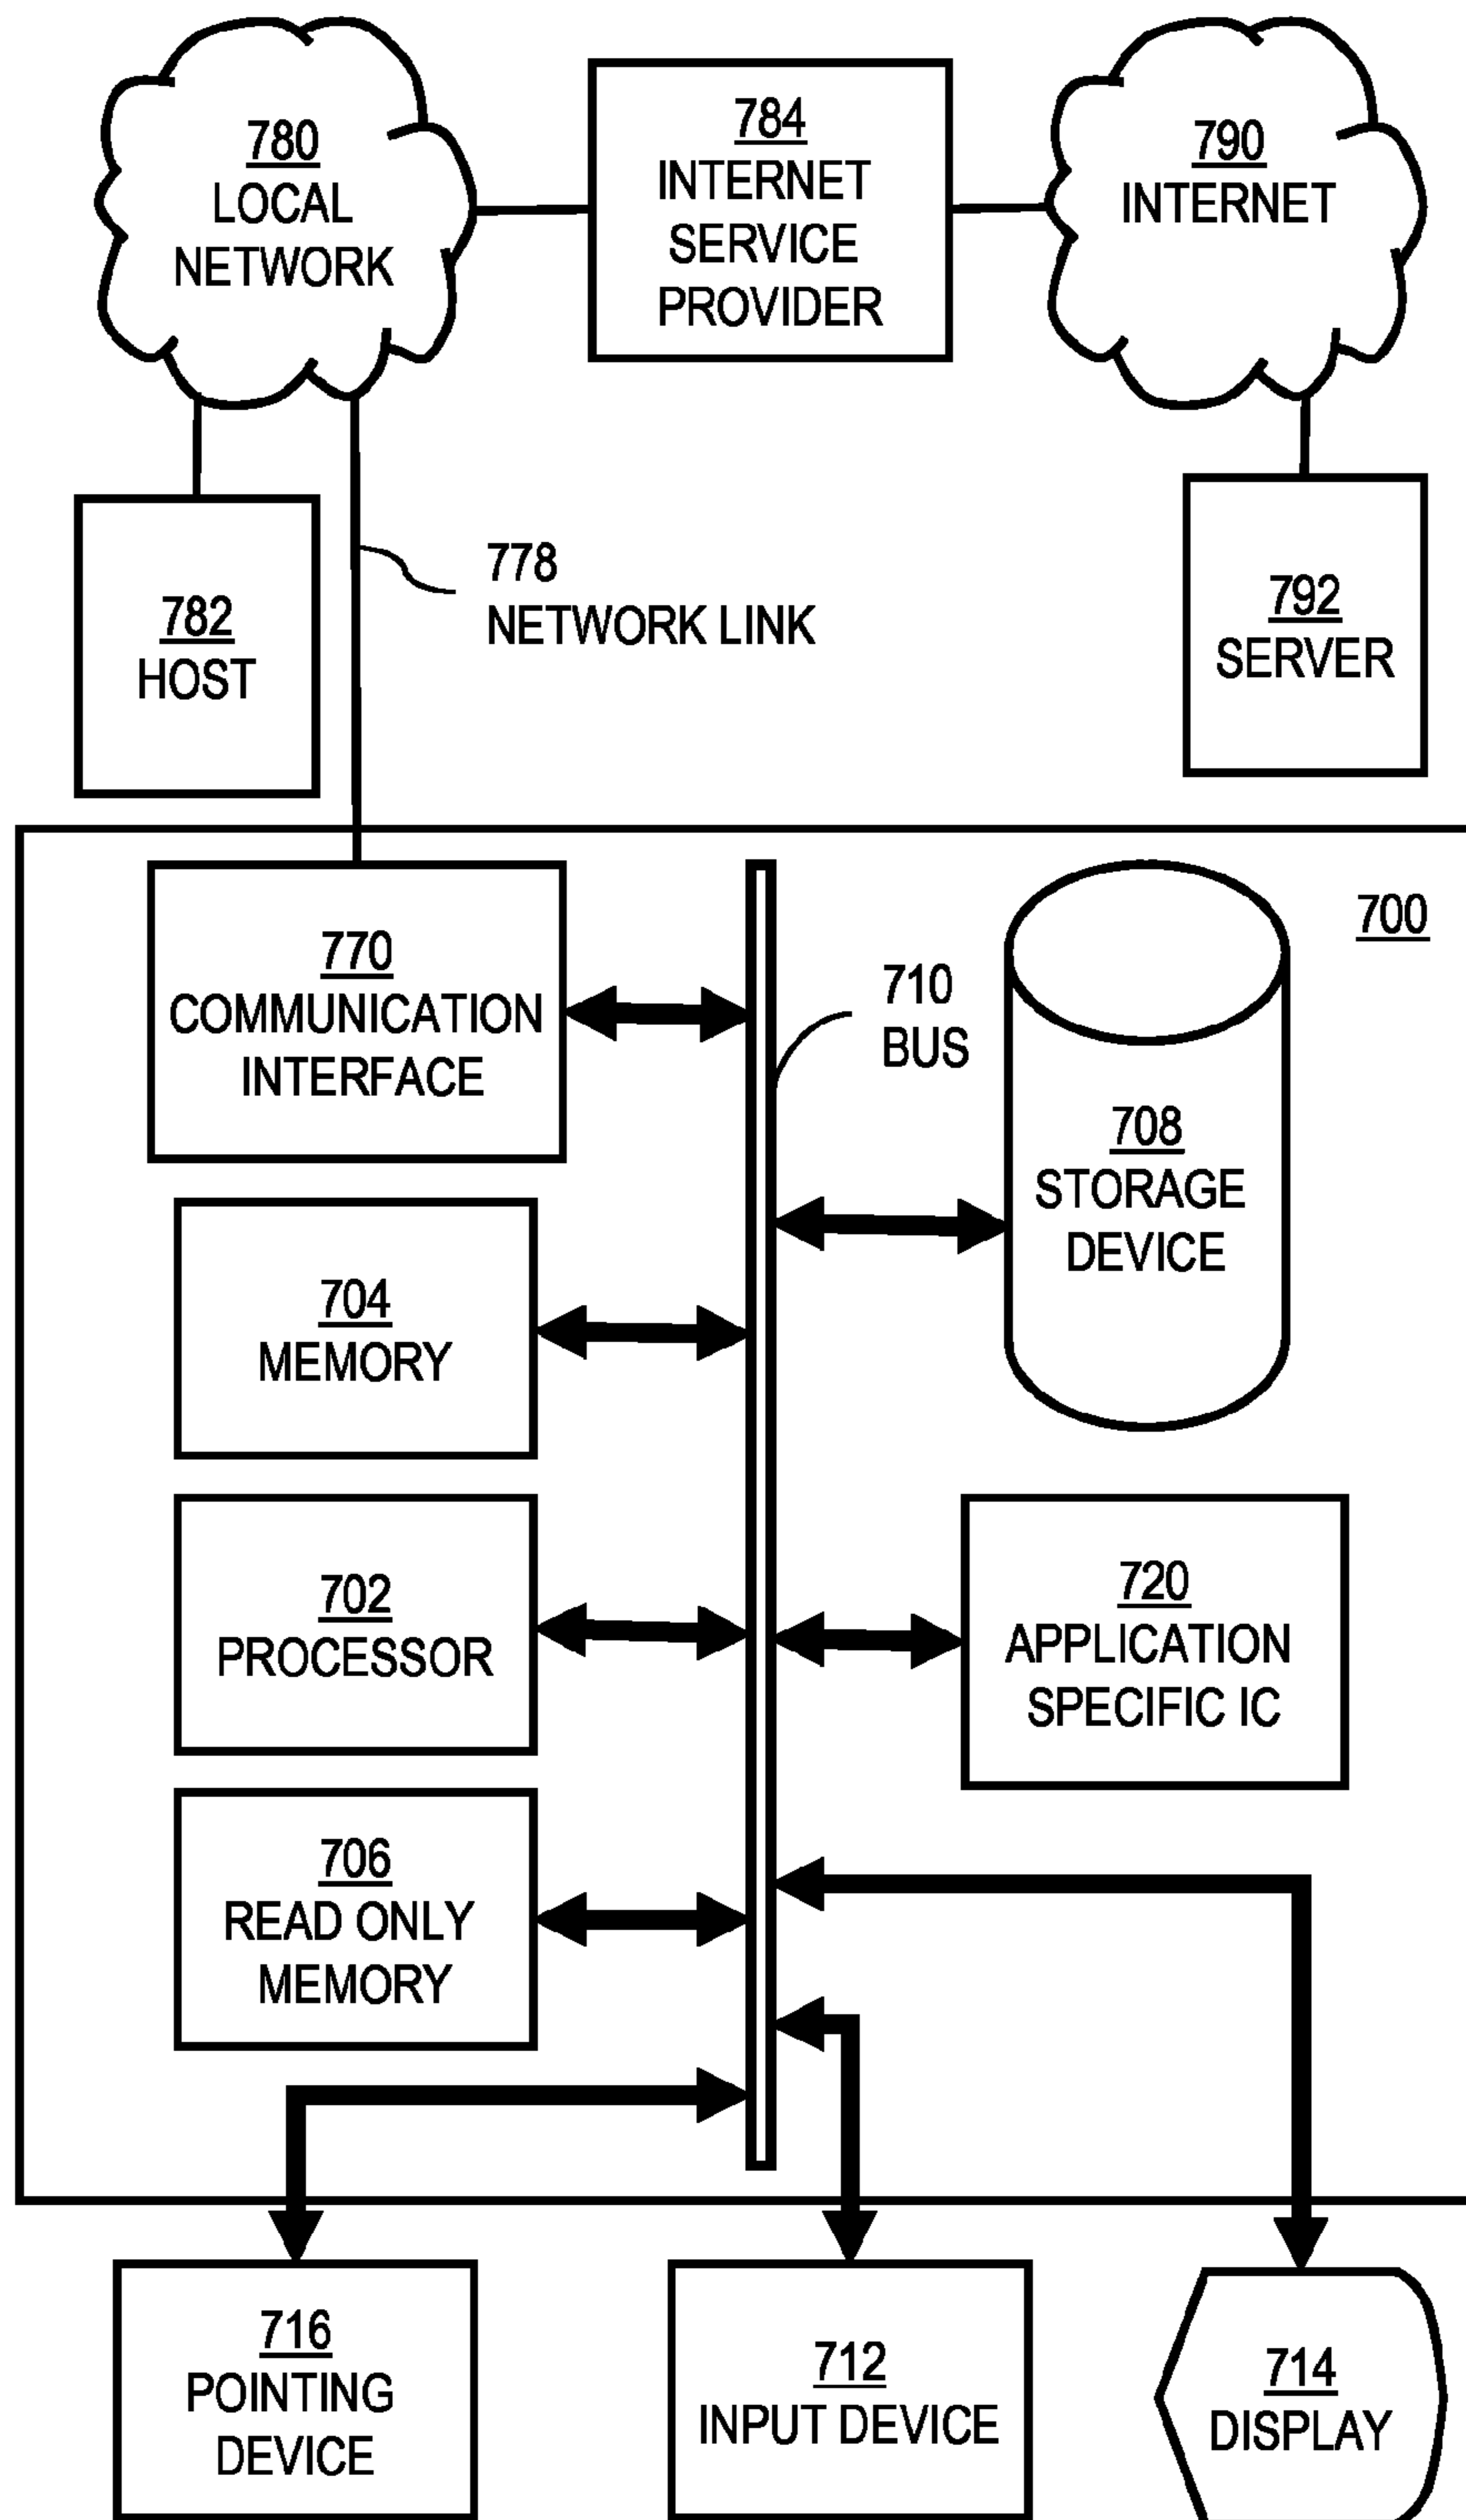 780
LOCAL
NETWORK
784
INTERNET
SERVICE
PROVIDER
790
INTERNET
782
HOST
778
NETWORK LINK
792
SERVER
700
770
COMMUNICATION
INTERFACE
710
BUS
708
STORAGE
DEVICE
704
MEMORY
702
PROCESSOR
720
APPLICATION
SPECIFIC IC
706
READ ONLY
MEMORY
716
POINTING
DEVICE
712
INPUT DEVICE
714
DISPLAY